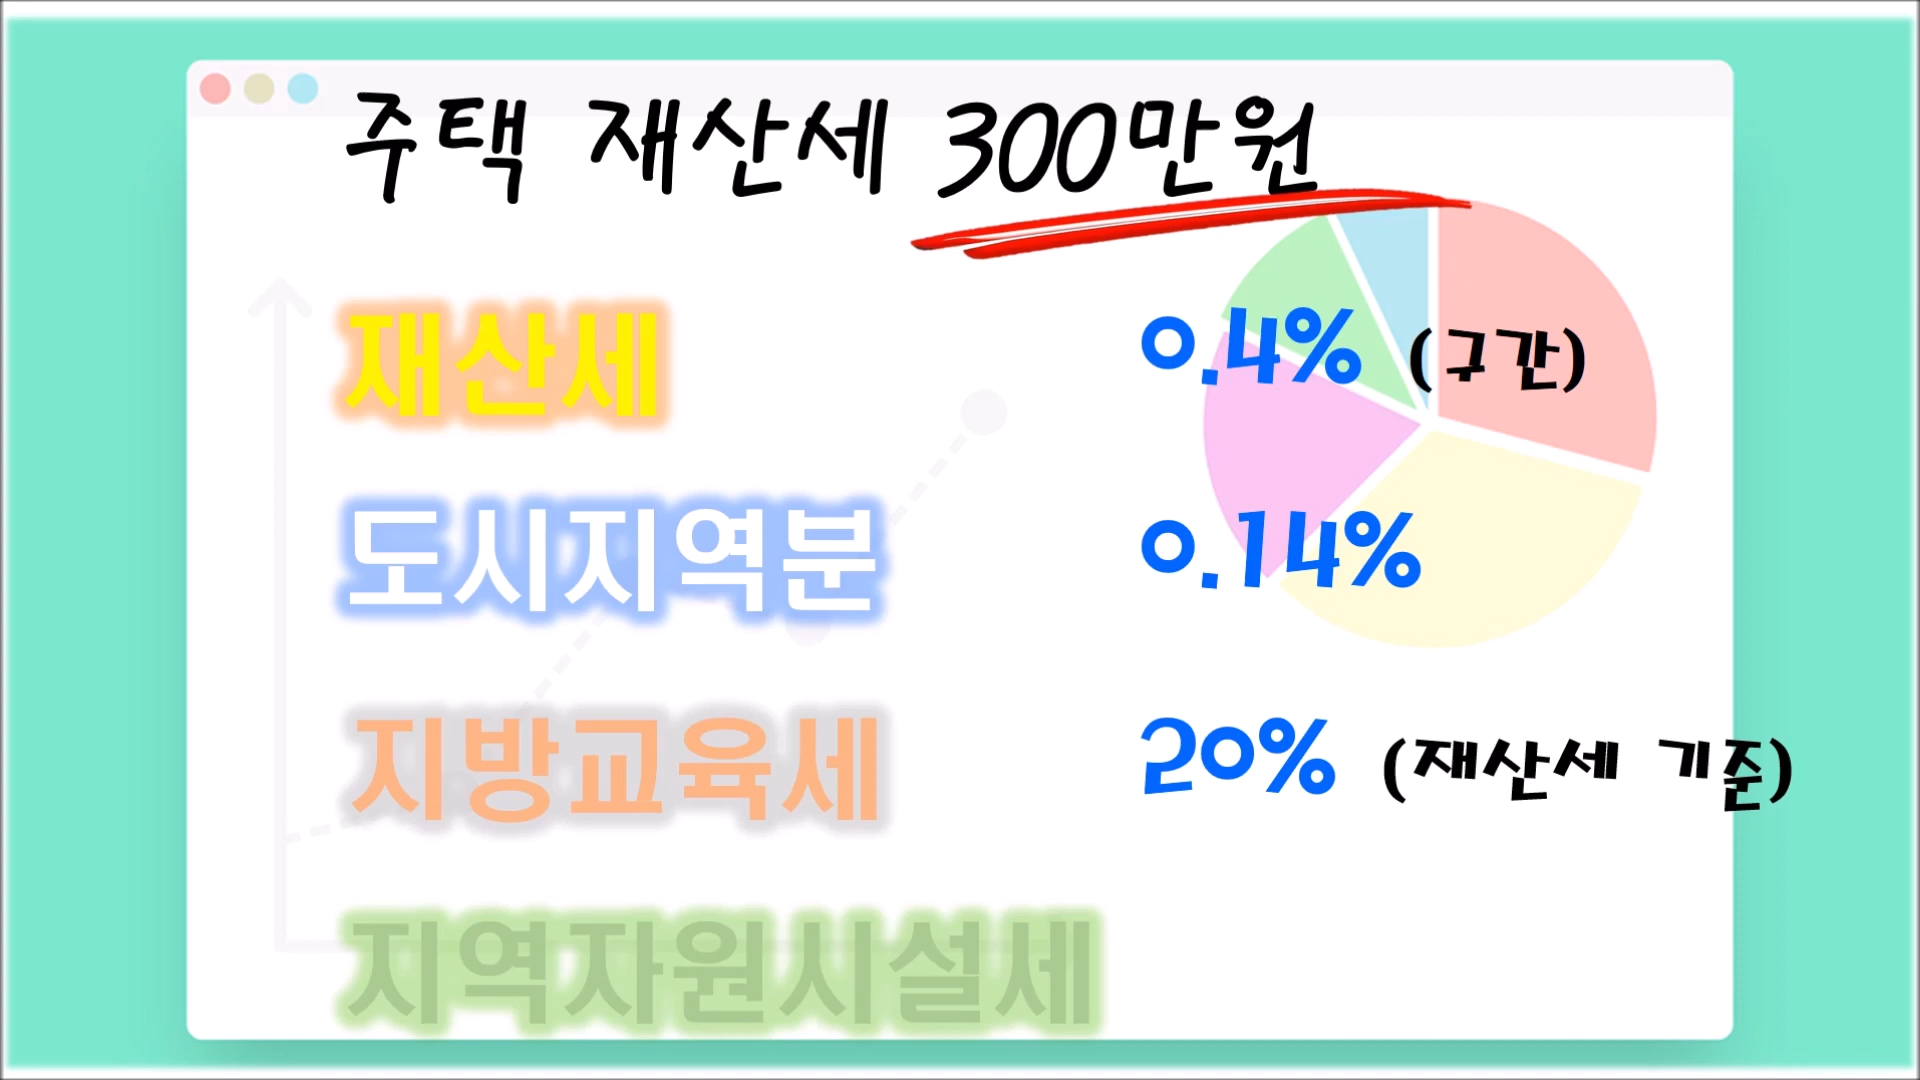 주택 재산세 300만원
재산세 0.4% (구간)
도시지역분 0.14%
지방교육세 20% (재산세 기준)
지역자원시설세